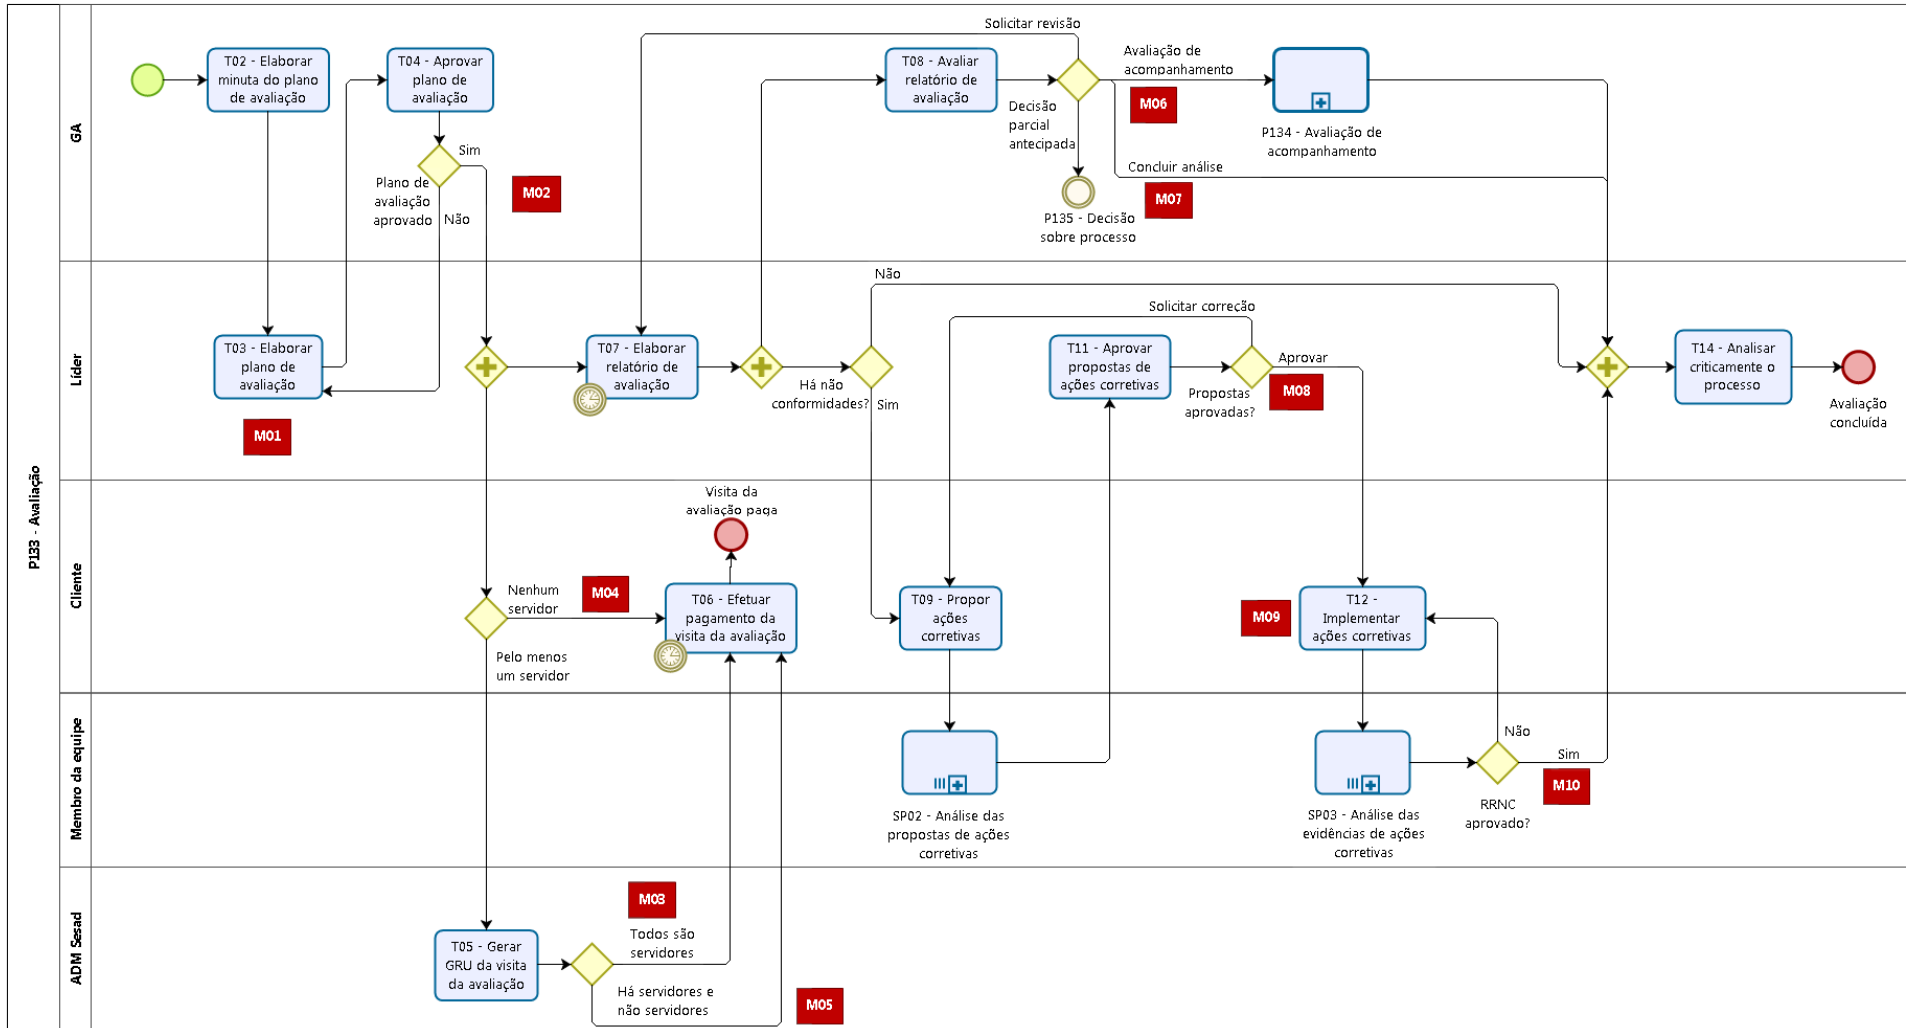 P133 - Avaliação
GA
T02 - Elaborar
minuta do plano
de avaliação
T04 - Aprovar
plano de
avaliação
Sim
Plano de
avaliação
aprovado
Não
M02
Solicitar revisão
T08 - Avaliar
relatório de
avaliação
Decisão
parcial
antecipada
Avaliação de
acompanhamento
M06
P134 - Avaliação de
acompanhamento
Concluir análise
M07
P135 - Decisão
sobre processo
Líder
T03 - Elaborar
plano de
avaliação
M01
T07 - Elaborar
relatório de
avaliação
Há não
conformidades?
Não
Sim
Solicitar correção
T11 - Aprovar
propostas de
ações corretivas
Aprovar
Propostas
aprovadas?
M08
T14 - Analisar
criticamente o
processo
Avaliação
concluída
Cliente
Visita da
avaliação paga
Nenhum
servidor
M04
Pelo menos
um servidor
T06 - Efetuar
pagamento da
visita da avaliação
T09 - Propor
ações
corretivas
M09
T12 -
Implementar
ações corretivas
Membro da equipe
SP02 - Análise das
propostas de ações
corretivas
SP03 - Análise das
evidências de ações
corretivas
Não
Sim
RRNC
aprovado?
M10
ADM Sesad
T05 - Gerar
GRU da visita
da avaliação
M03
Todos são
servidores
Há servidores e
não servidores
M05